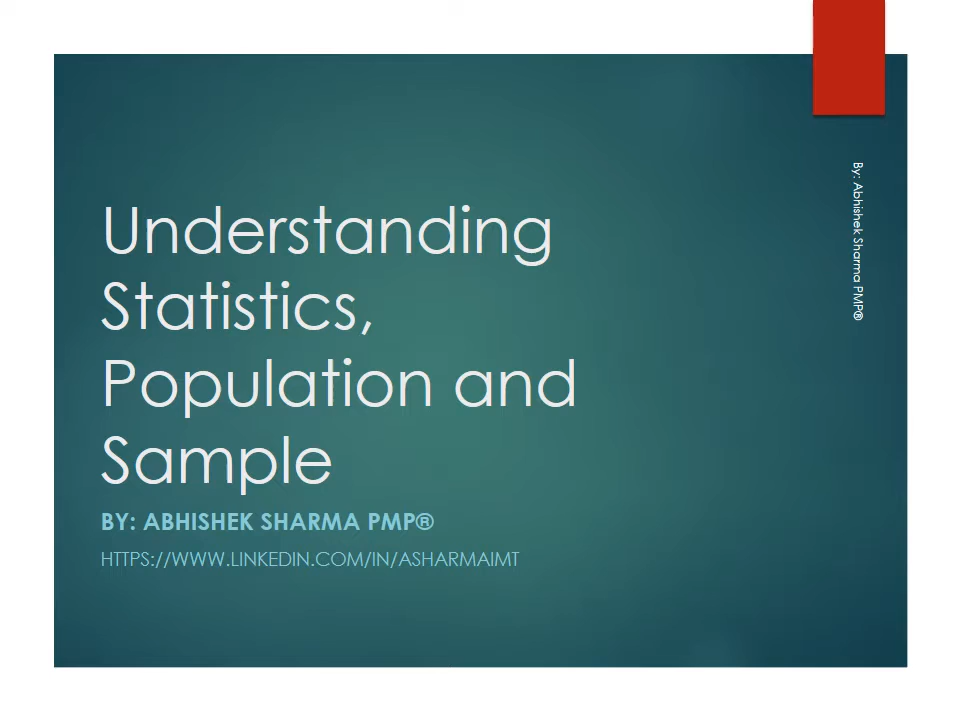 Understanding
Statistics,
Population and
Sample
BY: ABHISHEK SHARMA PMP®
HTTPS://WWW.LINKEDIN.COM/IN/ASHARMAIMT
By: Abhishek Sharma PMP®